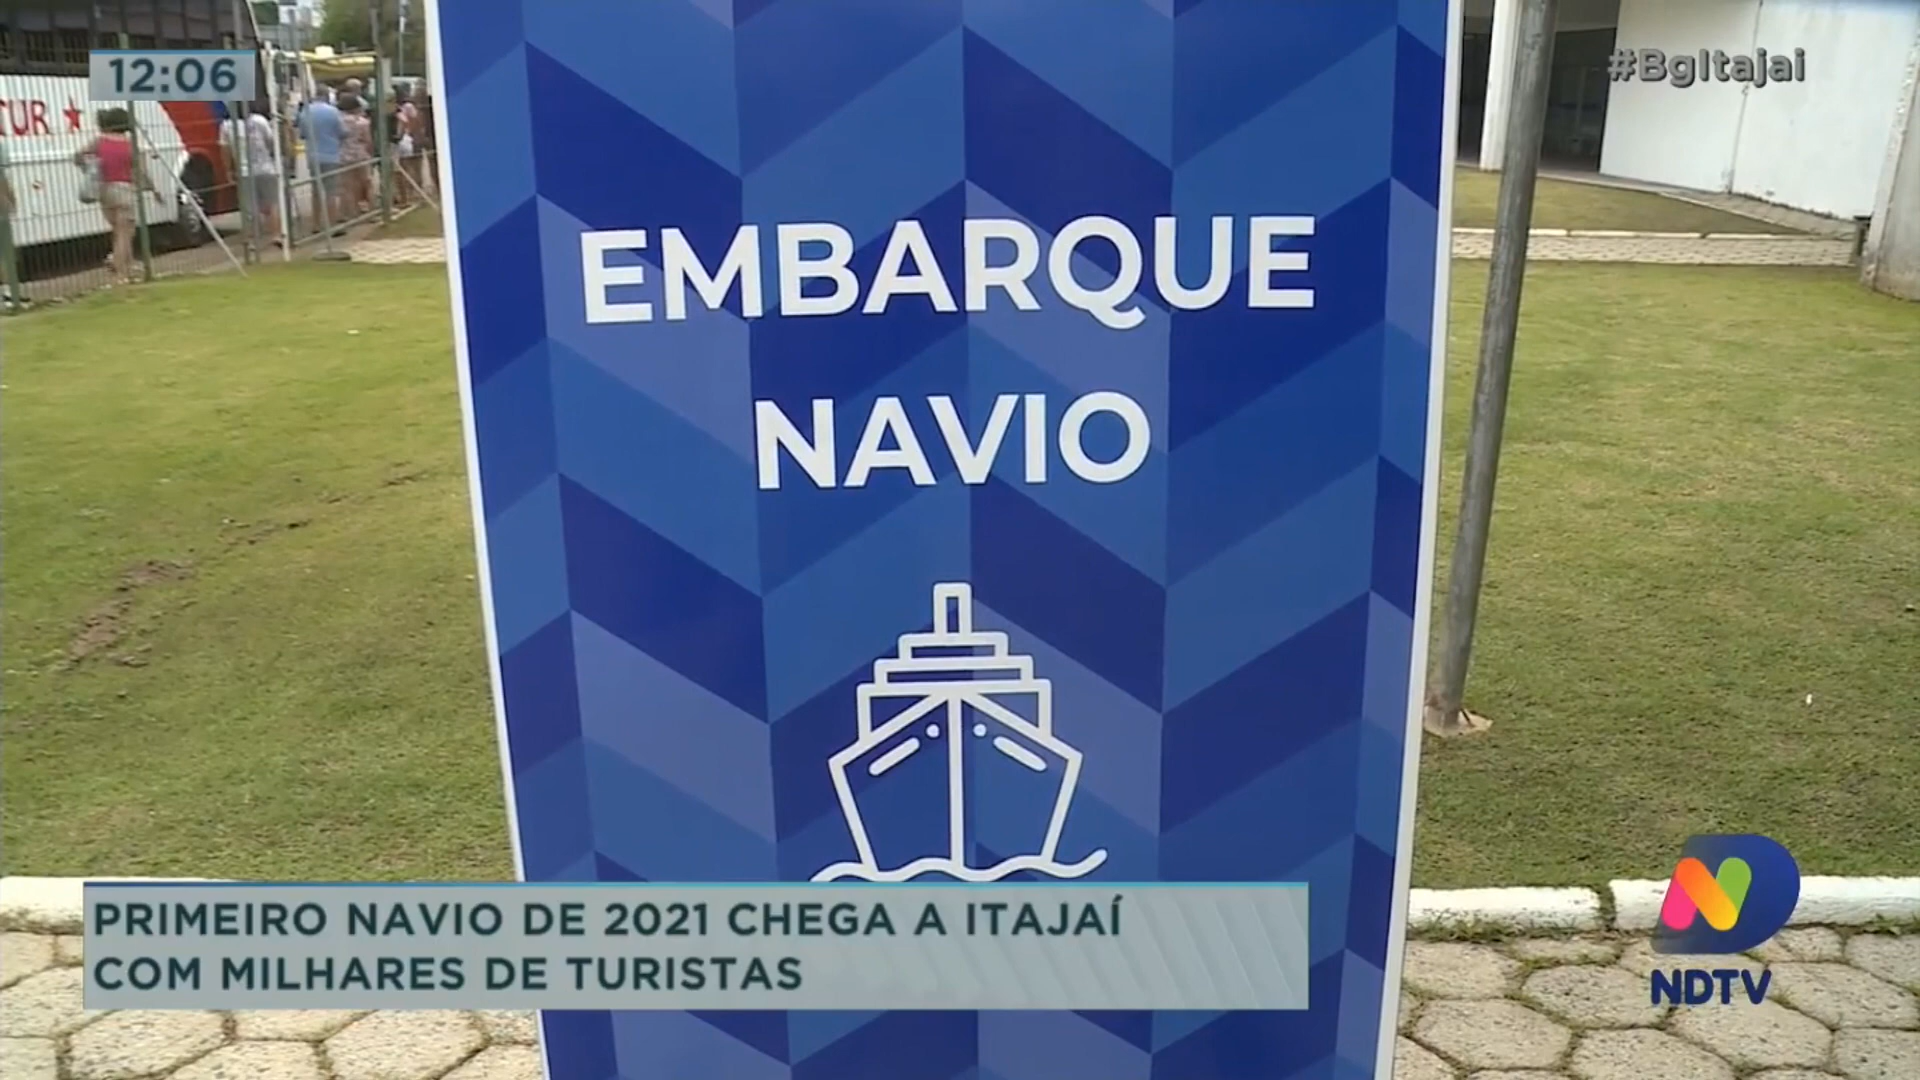 12:06
#BgItajai
TUR
EMBARQUE
NAVIO
PRIMEIRO NAVIO DE 2021 CHEGA A ITAJAÍ
COM MILHARES DE TURISTAS
NDTV